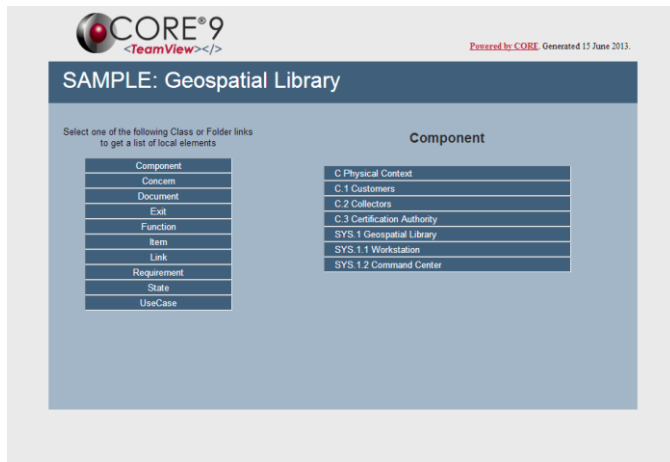 CORE®9
<TeamView></>
Powered by CORE. Generated 15 June 2013.
SAMPLE: Geospatial Library
Select one of the following Class or Folder links
to get a list of local elements
Component
Concern
Document
Exit
Function
Item
Link
Requirement
State
UseCase
Component
C Physical Context
C.1 Customers
C.2 Collectors
C.3 Certification Authority
SYS.1 Geospatial Library
SYS.1.1 Workstation
SYS.1.2 Command Center